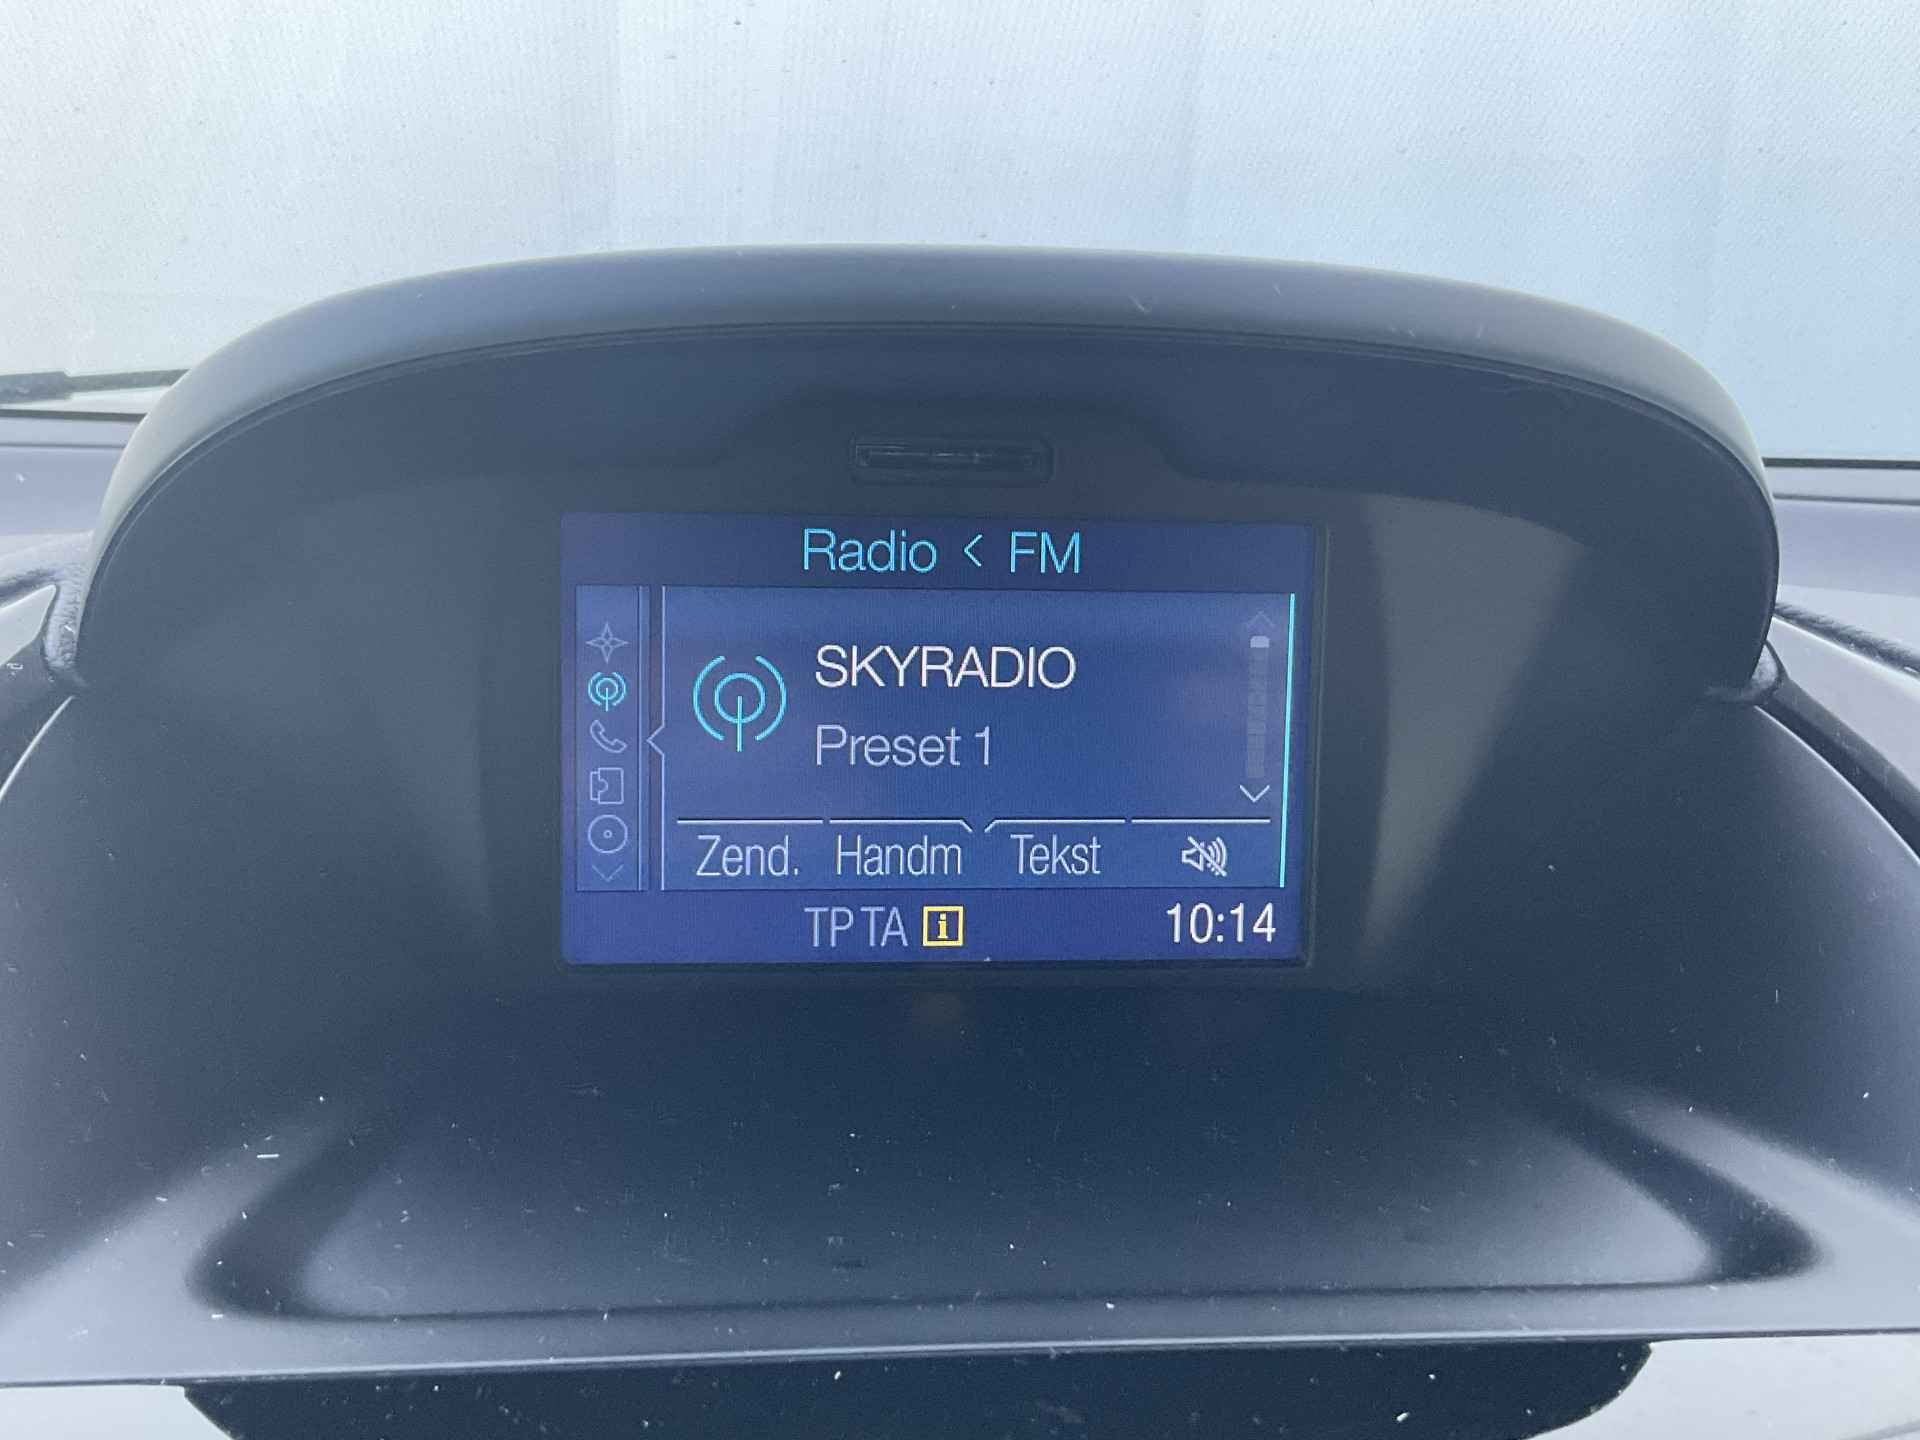 Radio < FM
SKYRADIO
Preset 1
Zend. Handm Tekst
TP TA i 10:14